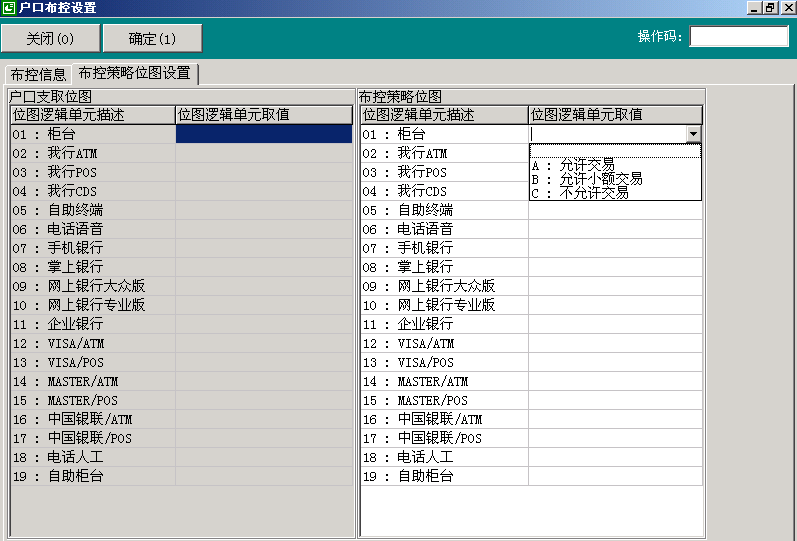 户口布控设置
关闭(0) 确定(1) 操作码:
布控信息 布控策略位图设置
户口支取位图 布控策略位图
位图逻辑单元描述 位图逻辑单元取值 位图逻辑单元描述 位图逻辑单元取值
01 : 柜台 01 : 柜台
02 : 我行ATM 02 : 我行ATM
A : 允许交易
03 : 我行POS 03 : 我行POS
B : 允许小额交易
04 : 我行CDS 04 : 我行CDS
C : 不允许交易
05 : 自助终端 05 : 自助终端
06 : 电话语音 06 : 电话语音
07 : 手机银行 07 : 手机银行
08 : 掌上银行 08 : 掌上银行
09 : 网上银行大众版 09 : 网上银行大众版
10 : 网上银行专业版 10 : 网上银行专业版
11 : 企业银行 11 : 企业银行
12 : VISA/ATM 12 : VISA/ATM
13 : VISA/POS 13 : VISA/POS
14 : MASTER/ATM 14 : MASTER/ATM
15 : MASTER/POS 15 : MASTER/POS
16 : 中国银联/ATM 16 : 中国银联/ATM
17 : 中国银联/POS 17 : 中国银联/POS
18 : 电话人工 18 : 电话人工
19 : 自助柜台 19 : 自助柜台